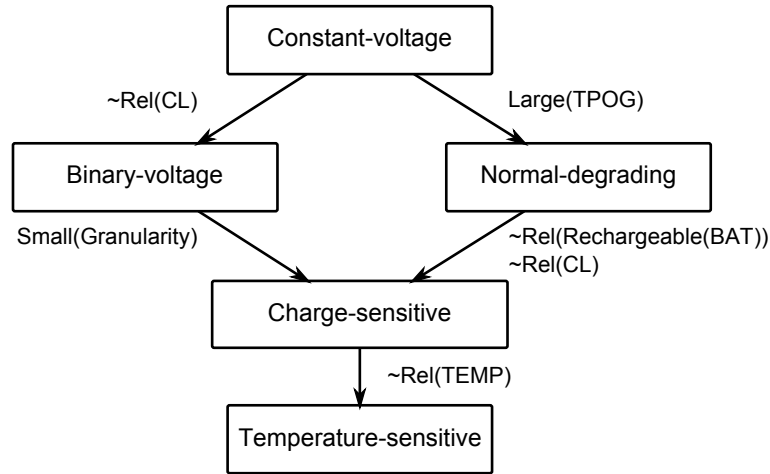 Constant-voltage
~Rel(CL)
Large(TPOG)
Binary-voltage
Normal-degrading
Small(Granularity)
~Rel(Rechargeable(BAT))
~Rel(CL)
Charge-sensitive
~Rel(TEMP)
Temperature-sensitive